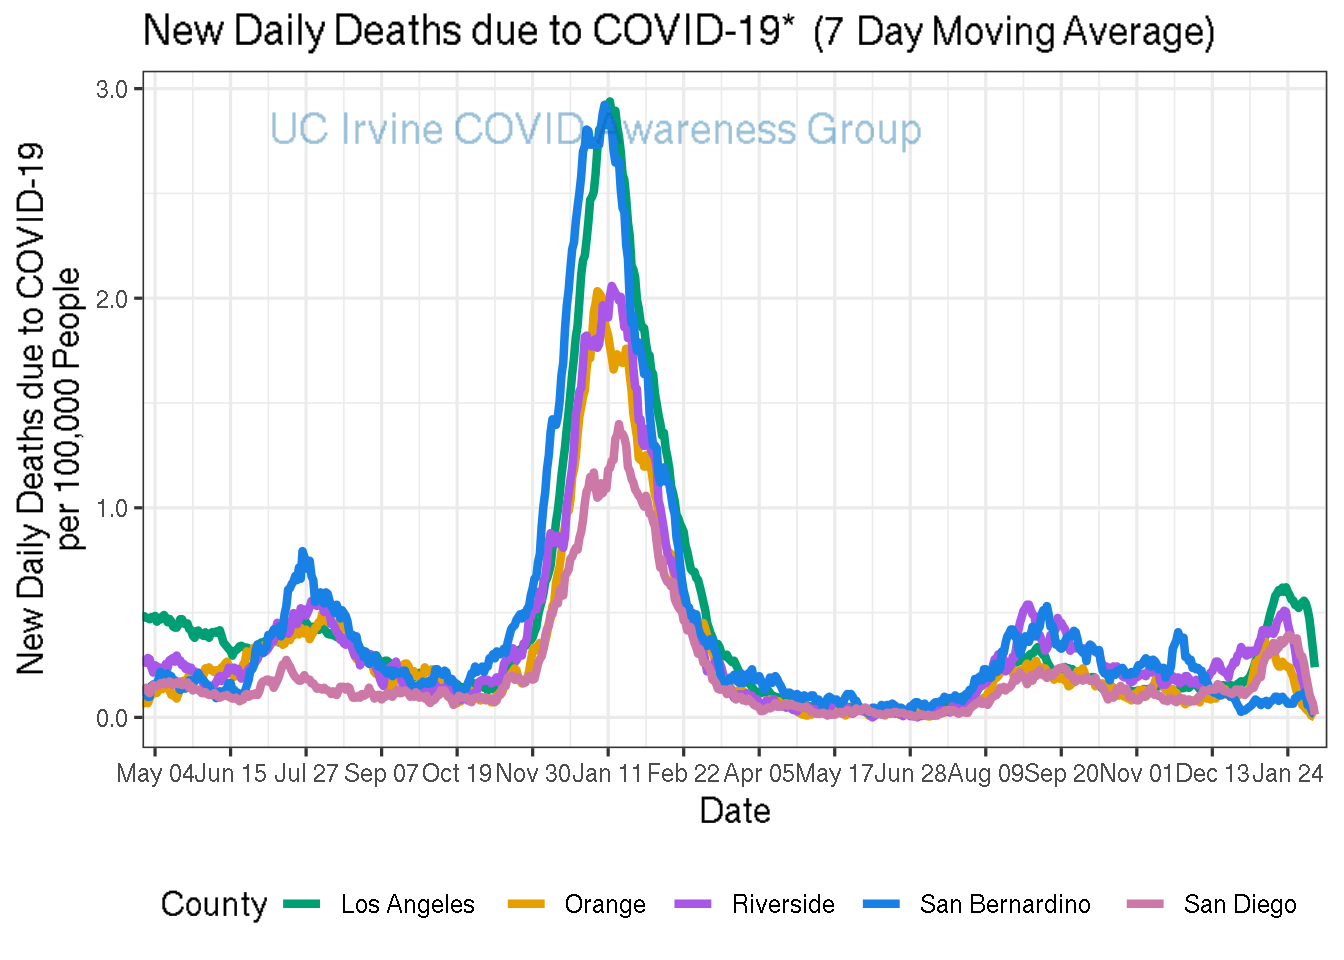 New Daily Deaths due to COVID-19* (7 Day Moving Average)
UC Irvine COVID Awareness Group
New Daily Deaths due to COVID-19
per 100,000 People
3.0
2.0
1.0
0.0
May 04 Jun 15 Jul 27 Sep 07 Oct 19 Nov 30 Jan 11 Feb 22 Apr 05 May 17 Jun 28 Aug 09 Sep 20 Nov 01 Dec 13 Jan 24
Date
County Los Angeles Orange Riverside San Bernardino San Diego